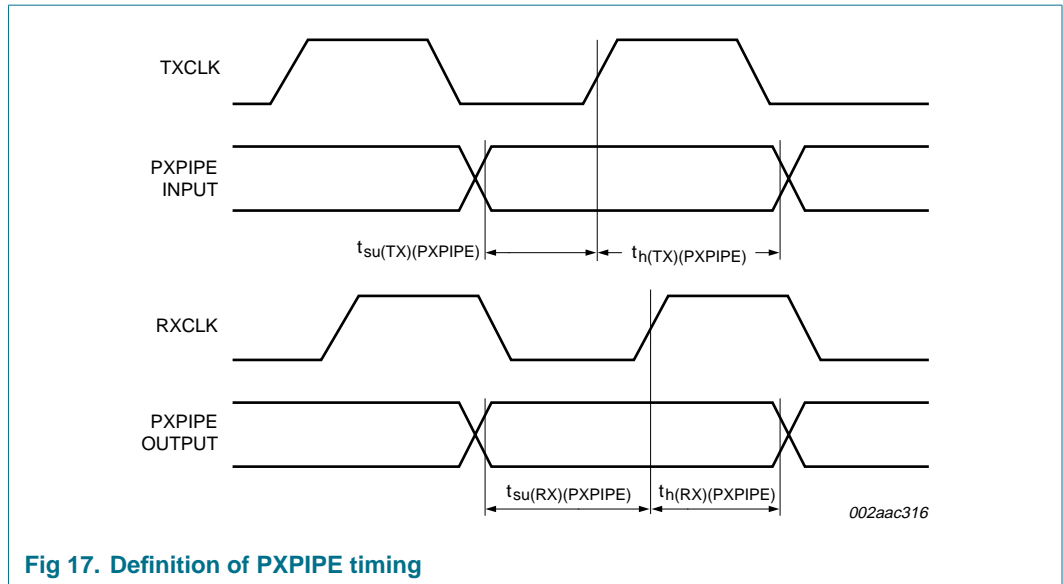 TXCLK
PXPIPE
INPUT
tsu(TX)(PXPIPE)
th(TX)(PXPIPE)
RXCLK
PXPIPE
OUTPUT
tsu(RX)(PXPIPE)
th(RX)(PXPIPE)
002aac316
Fig 17. Definition of PXPIPE timing